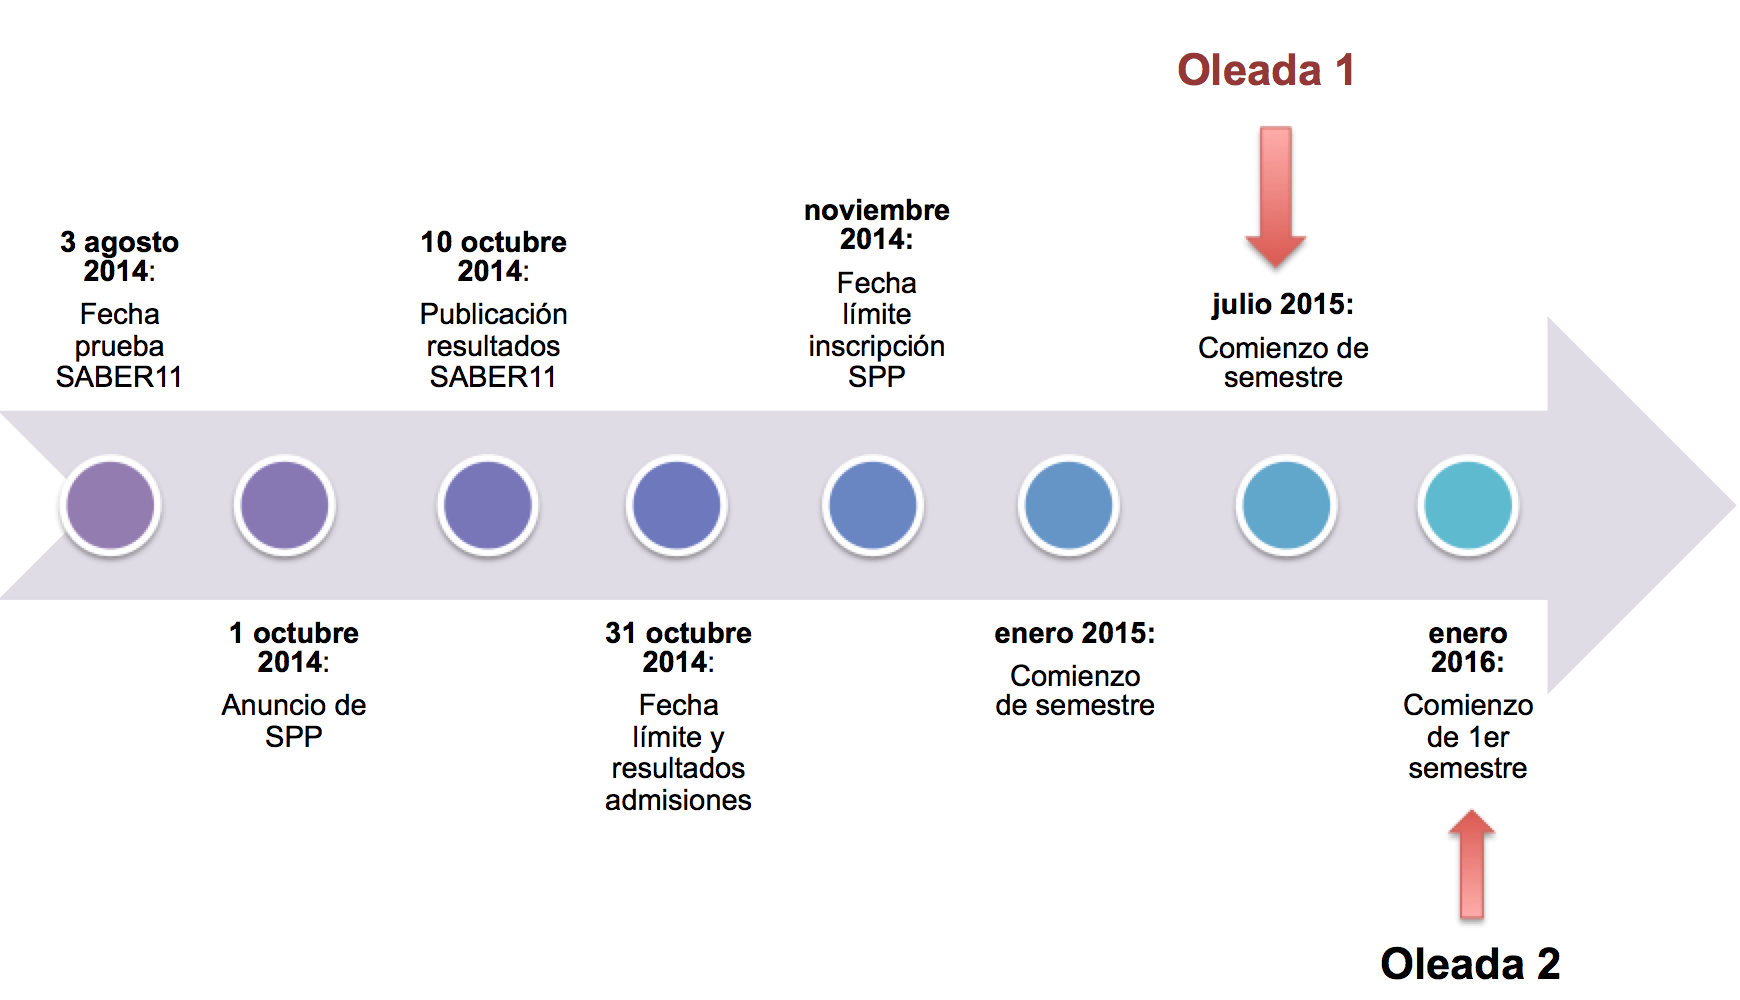 Oleada 1
3 agosto
2014:
Fecha
prueba
SABER11
10 octubre
2014:
Publicación
resultados
SABER11
noviembre
2014:
Fecha
límite
inscripción
SPP
julio 2015:
Comienzo de
semestre
1 octubre
2014:
Anuncio de
SPP
31 octubre
2014:
Fecha
límite y
resultados
admisiones
enero 2015:
Comienzo
de semestre
enero
2016:
Comienzo
de 1er
semestre
Oleada 2